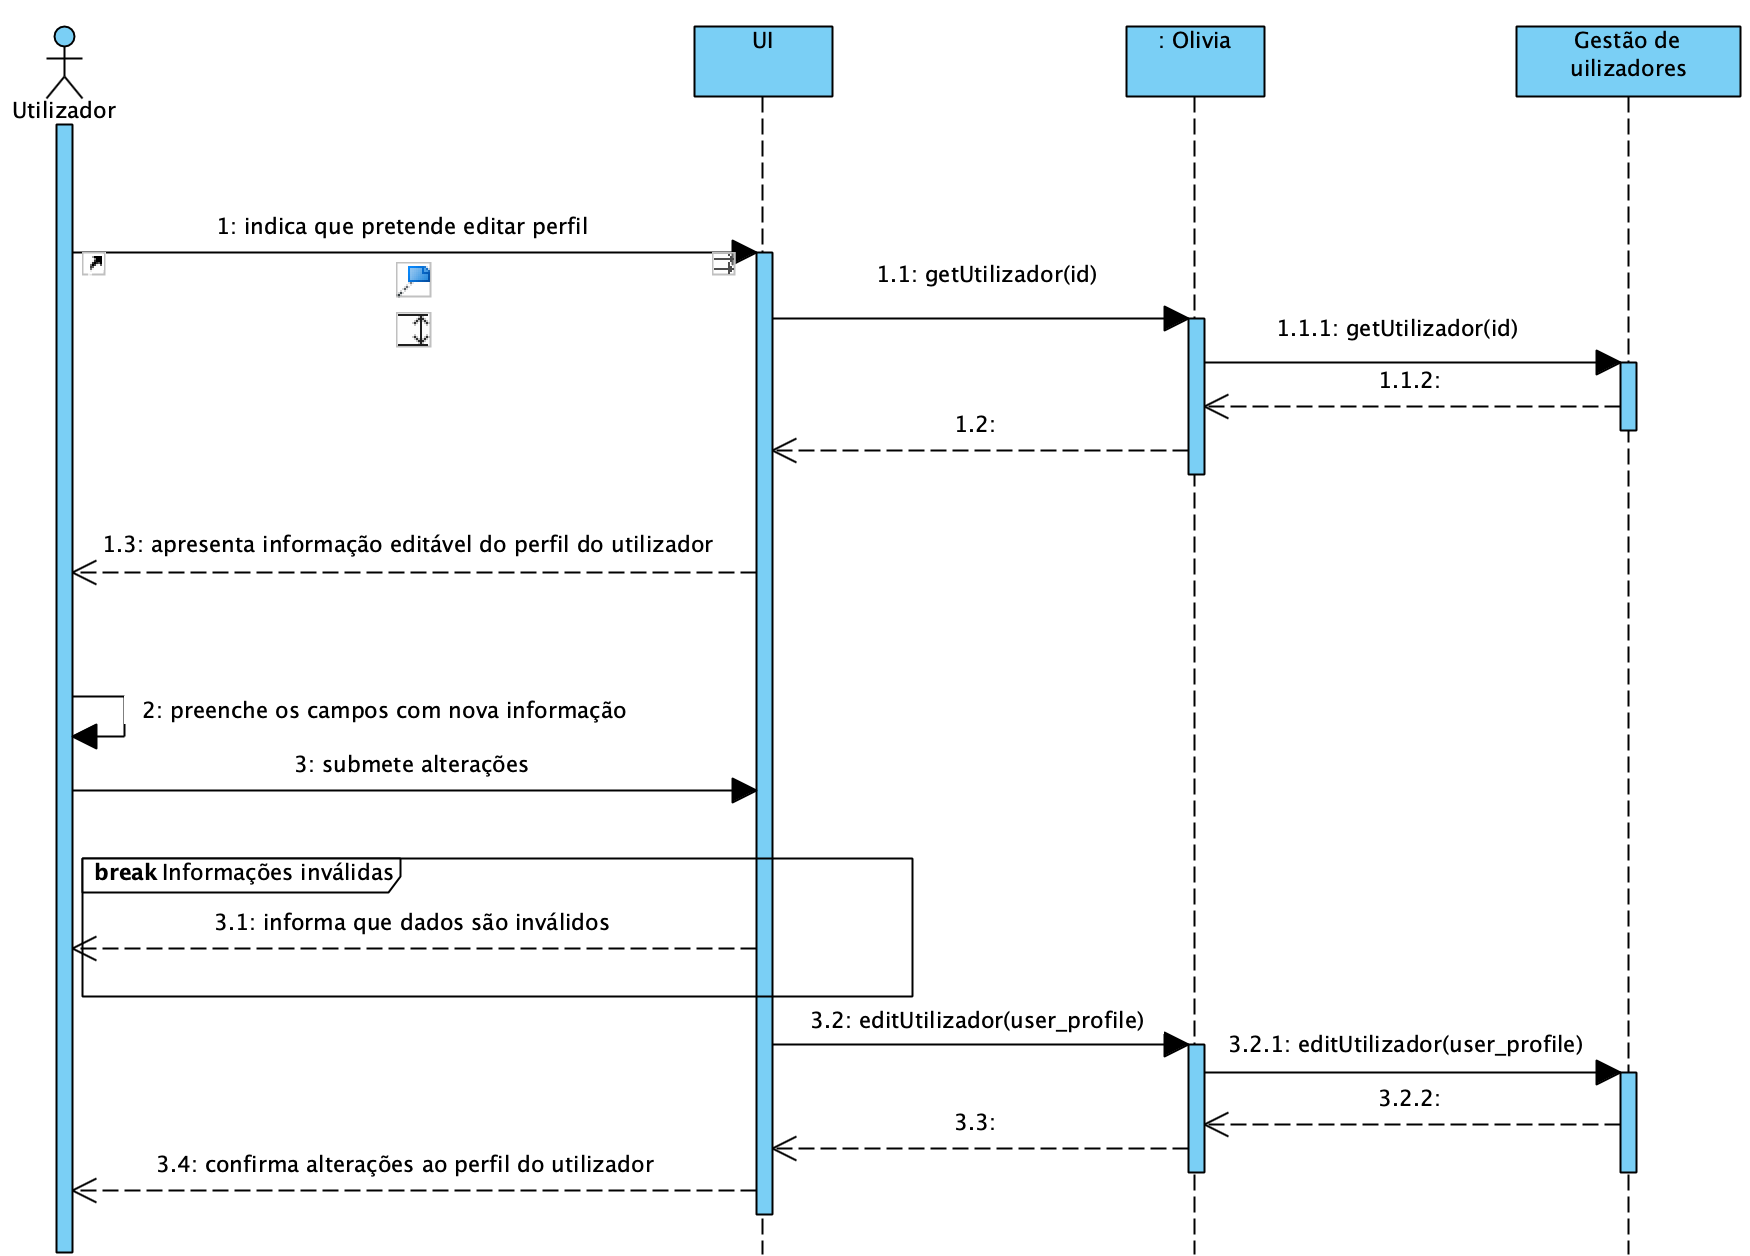 Utilizador
UI
: Olivia
Gestão de
uilizadores
1: indica que pretende editar perfil
1.1: getUtilizador(id)
1.1.1: getUtilizador(id)
1.1.2:
1.2:
1.3: apresenta informação editável do perfil do utilizador
2: preenche os campos com nova informação
3: submete alterações
break Informações inválidas
3.1: informa que dados são inválidos
3.2: editUtilizador(user_profile)
3.2.1: editUtilizador(user_profile)
3.2.2:
3.3:
3.4: confirma alterações ao perfil do utilizador